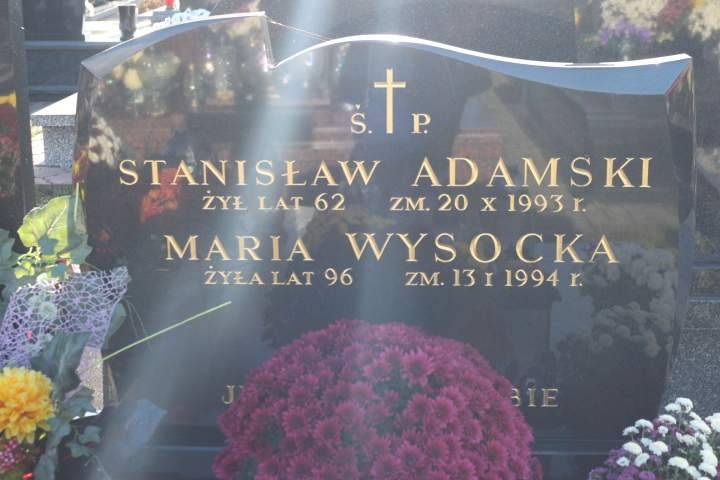 Ś. P.
STANISŁAW ADAMSKI
ŻYŁ LAT 62 ZM. 20 X 1993 r.
MARIA WYSOCKA
ŻYŁA LAT 96 ZM. 13 I 1994 r.